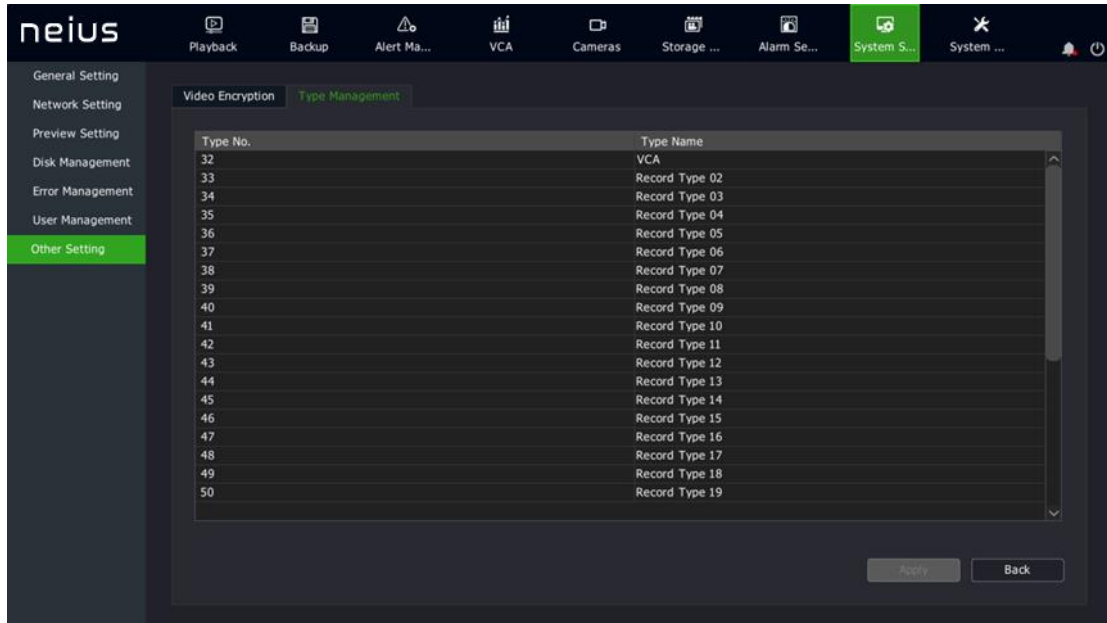 neius
Playback Backup Alert Ma... VCA Cameras Storage ... Alarm Se... System S... System ...
General Setting
Network Setting
Preview Setting
Disk Management
Error Management
User Management
Other Setting
Video Encryption Type Management
Type No. Type Name
32 VCA
33 Record Type 02
34 Record Type 03
35 Record Type 04
36 Record Type 05
37 Record Type 06
38 Record Type 07
39 Record Type 08
40 Record Type 09
41 Record Type 10
42 Record Type 11
43 Record Type 12
44 Record Type 13
45 Record Type 14
46 Record Type 15
47 Record Type 16
48 Record Type 17
49 Record Type 18
50 Record Type 19
Apply Back